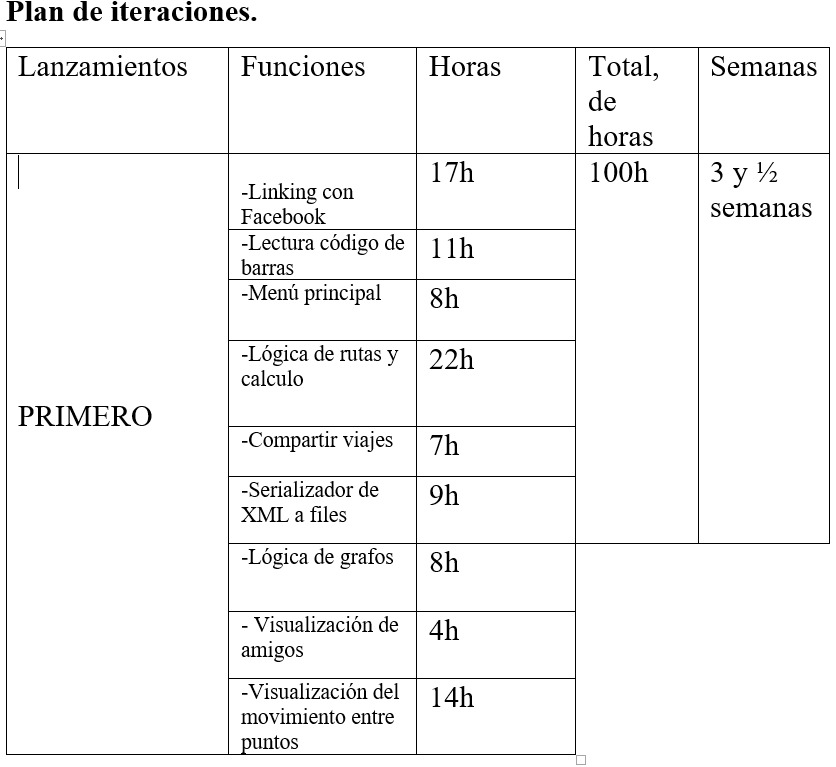 Plan de iteraciones.
Lanzamientos
Funciones
Horas
Total,
de
horas
Semanas
PRIMERO
-Linking con
Facebook
17h
100h
3 y ½
semanas
-Lectura código de
barras
11h
-Menú principal
8h
-Lógica de rutas y
calculo
22h
-Compartir viajes
7h
-Serializador de
XML a files
9h
-Lógica de grafos
8h
- Visualización de
amigos
4h
-Visualización del
movimiento entre
puntos
14h